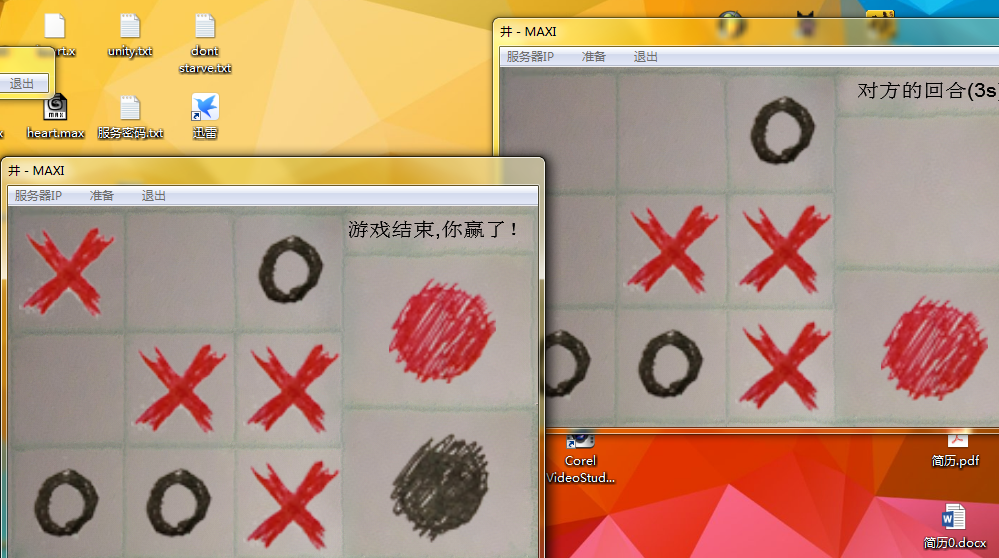 unity.txt
dont
starve.txt
退出
heart.max
服务密码.txt
迅雷
MAX
井 - MAXI
服务器IP 准备 退出
对方的回合(3s
井 - MAXI
服务器IP 准备 退出
游戏结束,你赢了!
Corel
VideoStud...
简历.pdf
简历0.docx